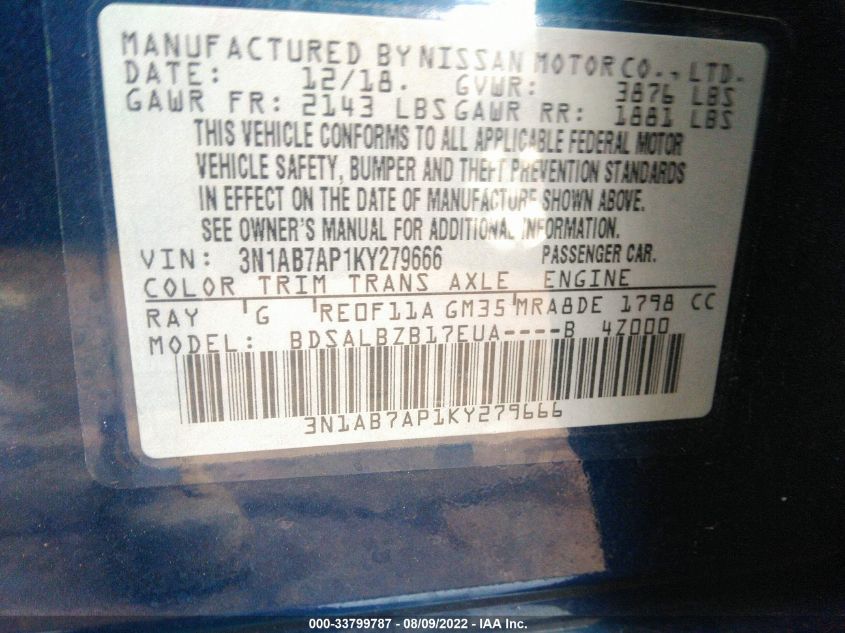 MANUFACTURED BY NISSAN MOTOR CO., LTD.
DATE: 12/18. GVWR: 3876 LBS
GAWR FR: 2143 LBS GAWR RR: 1881 LBS
THIS VEHICLE CONFORMS TO ALL APPLICABLE FEDERAL MOTOR
VEHICLE SAFETY, BUMPER AND THEFT PREVENTION STANDARDS
IN EFFECT ON THE DATE OF MANUFACTURE SHOWN ABOVE.
SEE OWNER'S MANUAL FOR ADDITIONAL INFORMATION.
VIN: 3N1AB7AP1KY279666 PASSENGER CAR.
COLOR TRIM TRANS AXLE ENGINE
RAY G RE0F11A GM35 MRA8DE 1798 CC
MODEL: BDSALBZB17EUA----B 4Z000
3N1AB7AP1KY279666
000-33799787 - 08/09/2022 - IAA Inc.